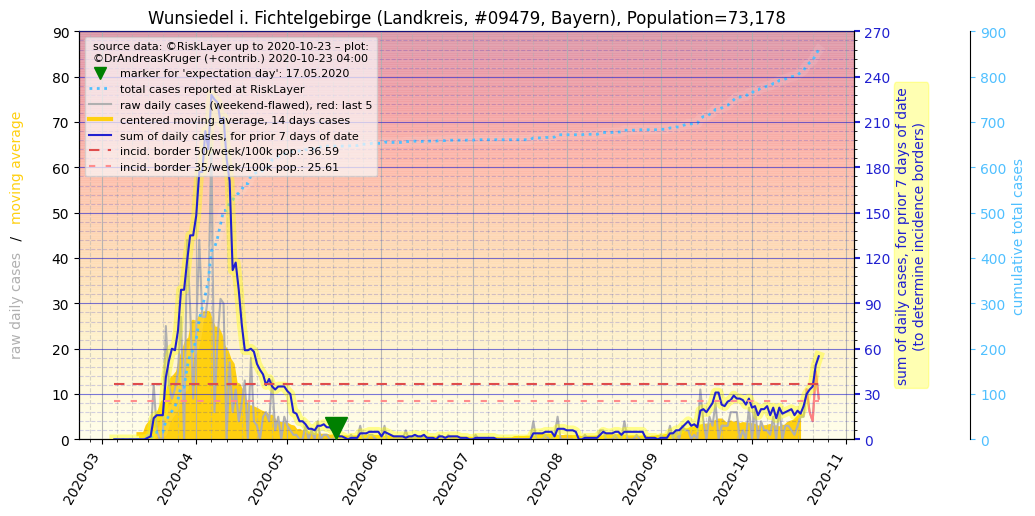 Wunsiedel i. Fichtelgebirge (Landkreis, #09479, Bayern), Population=73,178
source data: ©RiskLayer up to 2020-10-23 – plot:
©DrAndreasKruger (+contrib.) 2020-10-23 04:00
marker for 'expectation day': 17.05.2020
total cases reported at RiskLayer
raw daily cases (weekend-flawed), red: last 5
centered moving average, 14 days cases
sum of daily cases, for prior 7 days of date
incid. border 50/week/100k pop.: 36.59
incid. border 35/week/100k pop.: 25.61
raw daily cases / moving average
90
80
70
60
50
40
30
20
10
0
270
240
210
180
150
120
90
60
30
0
sum of daily cases, for prior 7 days of date
(to determine incidence borders)
900
800
700
600
500
400
300
200
100
0
cumulative total cases
2020-03
2020-04
2020-05
2020-06
2020-07
2020-08
2020-09
2020-10
2020-11